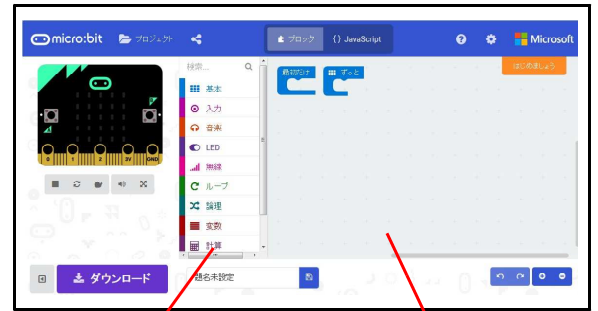 micro:bit プロジェクト ブロック {} JavaScript ? Microsoft
検索...
基本
入力
音楽
LED
無線
ループ
論理
変数
計算
最初だけ ずっと
はじめましょう
0 1 2 3V GND
ダウンロード
題名未設定